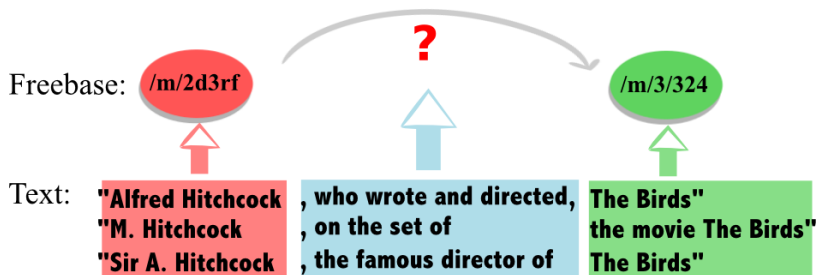 ?
Freebase: /m/2d3rf /m/3/324
Text: "Alfred Hitchcock , who wrote and directed, The Birds"
"M. Hitchcock , on the set of the movie The Birds"
"Sir A. Hitchcock , the famous director of The Birds"